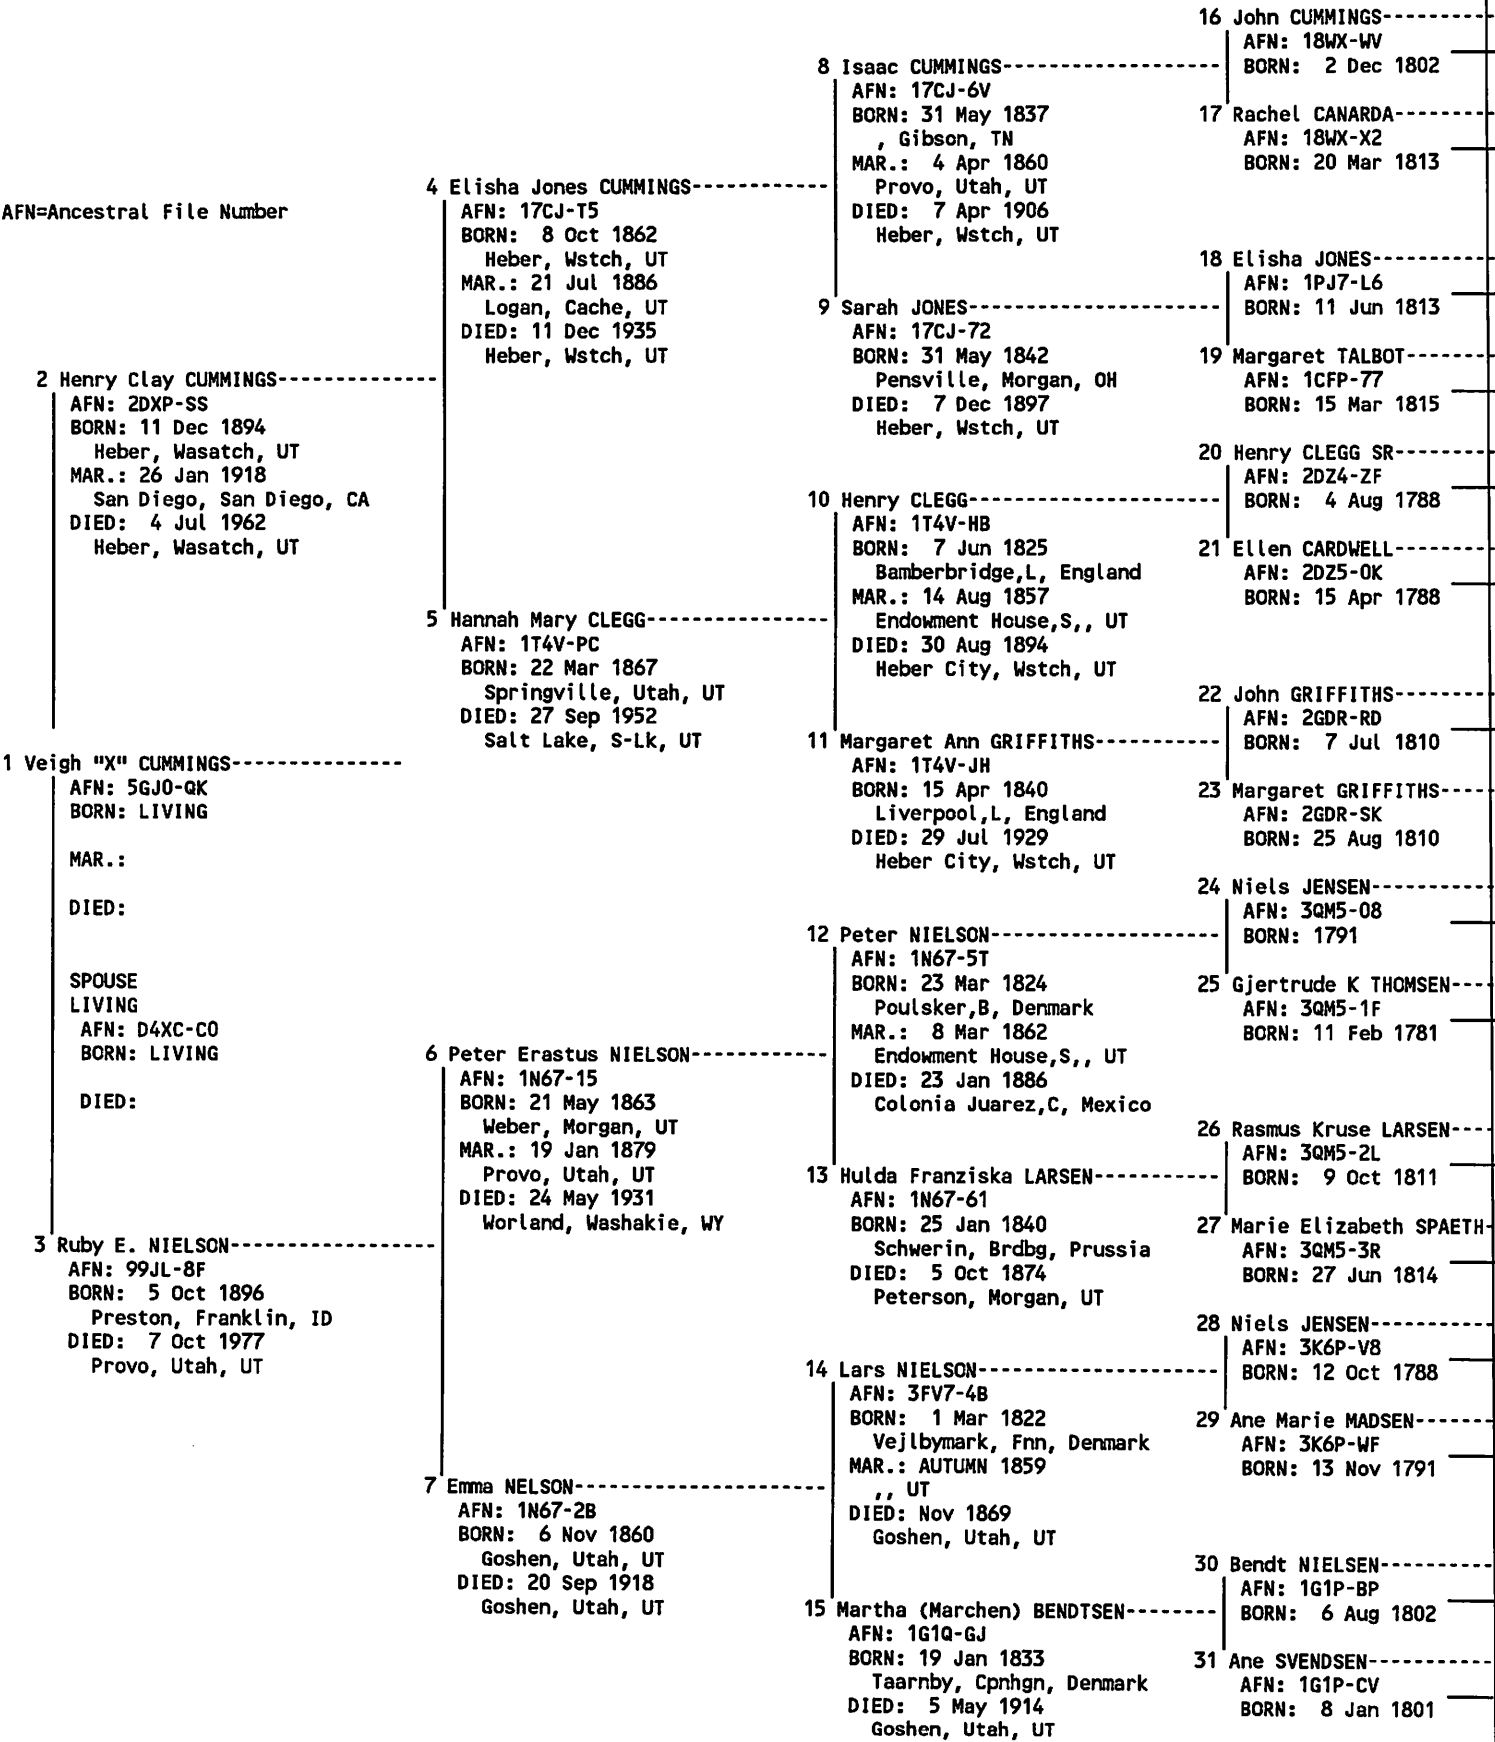 AFN=Ancestral File Number
1 Veigh "X" CUMMINGS
AFN: 5GJ0-QK
BORN: LIVING
MAR.:
DIED:
SPOUSE
LIVING
AFN: D4XC-C0
BORN: LIVING
DIED:
2 Henry Clay CUMMINGS
AFN: 2DXP-SS
BORN: 11 Dec 1894
Heber, Wasatch, UT
MAR.: 26 Jan 1918
San Diego, San Diego, CA
DIED: 4 Jul 1962
Heber, Wasatch, UT
3 Ruby E. NIELSON
AFN: 99JL-8F
BORN: 5 Oct 1896
Preston, Franklin, ID
DIED: 7 Oct 1977
Provo, Utah, UT
4 Elisha Jones CUMMINGS
AFN: 17CJ-T5
BORN: 8 Oct 1862
Heber, Wstch, UT
MAR.: 21 Jul 1886
Logan, Cache, UT
DIED: 11 Dec 1935
Heber, Wstch, UT
5 Hannah Mary CLEGG
AFN: 1T4V-PC
BORN: 22 Mar 1867
Springville, Utah, UT
DIED: 27 Sep 1952
Salt Lake, S-Lk, UT
6 Peter Erastus NIELSON
AFN: 1N67-15
BORN: 21 May 1863
Weber, Morgan, UT
MAR.: 19 Jan 1879
Provo, Utah, UT
DIED: 24 May 1931
Worland, Washakie, WY
7 Emma NELSON
AFN: 1N67-2B
BORN: 6 Nov 1860
Goshen, Utah, UT
DIED: 20 Sep 1918
Goshen, Utah, UT
8 Isaac CUMMINGS
AFN: 17CJ-6V
BORN: 31 May 1837
, Gibson, TN
MAR.: 4 Apr 1860
Provo, Utah, UT
DIED: 7 Apr 1906
Heber, Wstch, UT
9 Sarah JONES
AFN: 17CJ-72
BORN: 31 May 1842
Pensville, Morgan, OH
DIED: 7 Dec 1897
Heber, Wstch, UT
10 Henry CLEGG
AFN: 1T4V-HB
BORN: 7 Jun 1825
Bamberbridge,L, England
MAR.: 14 Aug 1857
Endowment House,S,, UT
DIED: 30 Aug 1894
Heber City, Wstch, UT
11 Margaret Ann GRIFFITHS
AFN: 1T4V-JH
BORN: 15 Apr 1840
Liverpool,L, England
DIED: 29 Jul 1929
Heber City, Wstch, UT
12 Peter NIELSON
AFN: 1N67-5T
BORN: 23 Mar 1824
Poulsker,B, Denmark
MAR.: 8 Mar 1862
Endowment House,S,, UT
DIED: 23 Jan 1886
Colonia Juarez,C, Mexico
13 Hulda Franziska LARSEN
AFN: 1N67-61
BORN: 25 Jan 1840
Schwerin, Brdbg, Prussia
DIED: 5 Oct 1874
Peterson, Morgan, UT
14 Lars NIELSON
AFN: 3FV7-4B
BORN: 1 Mar 1822
Vejlbymark, Fnn, Denmark
MAR.: AUTUMN 1859
,, UT
DIED: Nov 1869
Goshen, Utah, UT
15 Martha (Marchen) BENDTSEN
AFN: 1G1Q-GJ
BORN: 19 Jan 1833
Taarnby, Cpnhgn, Denmark
DIED: 5 May 1914
Goshen, Utah, UT
16 John CUMMINGS
AFN: 18WX-WV
BORN: 2 Dec 1802
17 Rachel CANARDA
AFN: 18WX-X2
BORN: 20 Mar 1813
18 Elisha JONES
AFN: 1PJ7-L6
BORN: 11 Jun 1813
19 Margaret TALBOT
AFN: 1CFP-77
BORN: 15 Mar 1815
20 Henry CLEGG SR
AFN: 2DZ4-ZF
BORN: 4 Aug 1788
21 Ellen CARDWELL
AFN: 2DZ5-0K
BORN: 15 Apr 1788
22 John GRIFFITHS
AFN: 2GDR-RD
BORN: 7 Jul 1810
23 Margaret GRIFFITHS
AFN: 2GDR-SK
BORN: 25 Aug 1810
24 Niels JENSEN
AFN: 3QM5-08
BORN: 1791
25 Gjertrude K THOMSEN
AFN: 3QM5-1F
BORN: 11 Feb 1781
26 Rasmus Kruse LARSEN
AFN: 3QM5-2L
BORN: 9 Oct 1811
27 Marie Elizabeth SPAETH
AFN: 3QM5-3R
BORN: 27 Jun 1814
28 Niels JENSEN
AFN: 3K6P-V8
BORN: 12 Oct 1788
29 Ane Marie MADSEN
AFN: 3K6P-WF
BORN: 13 Nov 1791
30 Bendt NIELSEN
AFN: 1G1P-BP
BORN: 6 Aug 1802
31 Ane SVENDSEN
AFN: 1G1P-CV
BORN: 8 Jan 1801